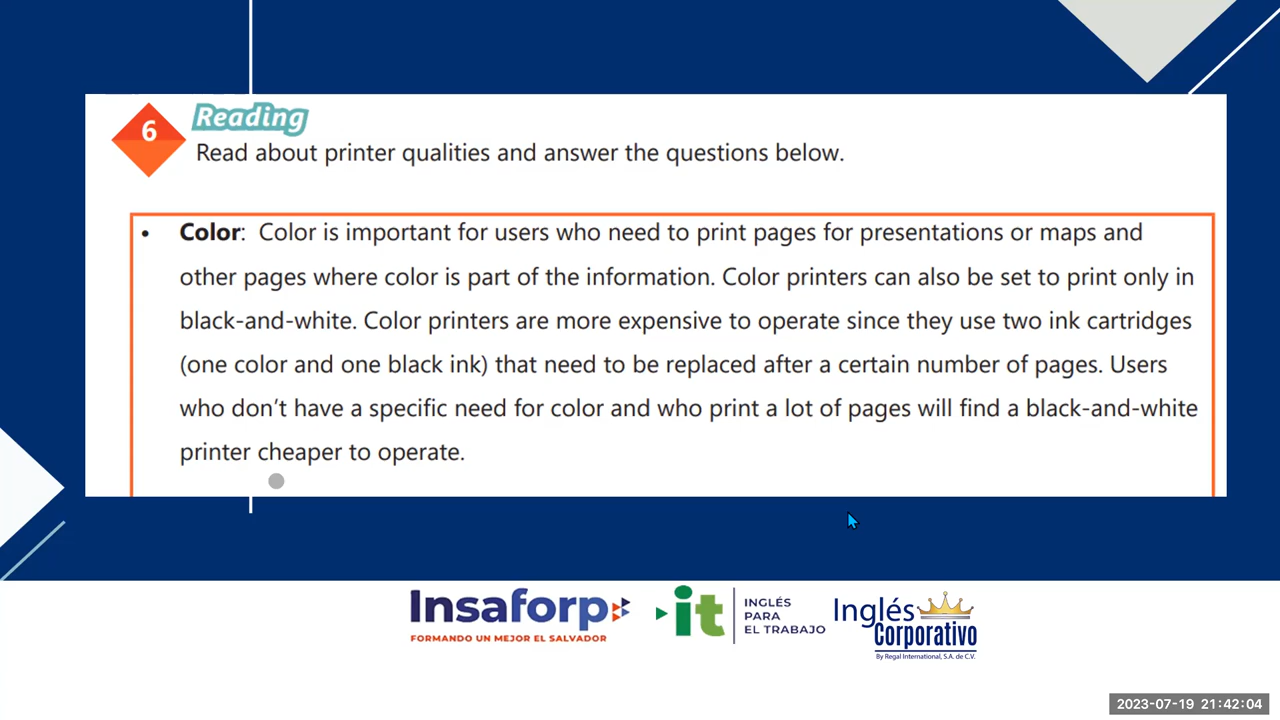 6
Reading
Read about printer qualities and answer the questions below.
• Color: Color is important for users who need to print pages for presentations or maps and
other pages where color is part of the information. Color printers can also be set to print only in
black-and-white. Color printers are more expensive to operate since they use two ink cartridges
(one color and one black ink) that need to be replaced after a certain number of pages. Users
who don't have a specific need for color and who print a lot of pages will find a black-and-white
printer cheaper to operate.
Insaforp
FORMANDO UN MEJOR EL SALVADOR
it
INGLÉS
PARA
EL TRABAJO
Inglés
Corporativo
By Regal International, S.A. de C.V.
2023-07-19 21:42:04